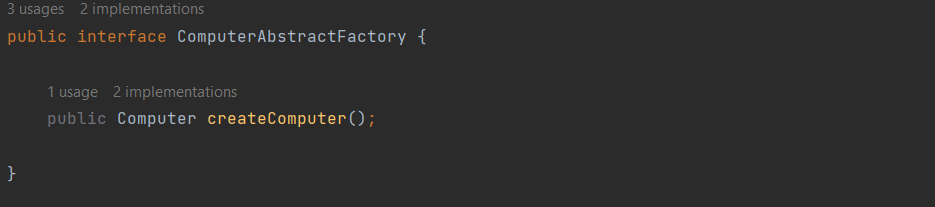 3 usages 2 implementations
public interface ComputerAbstractFactory {
1 usage 2 implementations
public Computer createComputer();
}